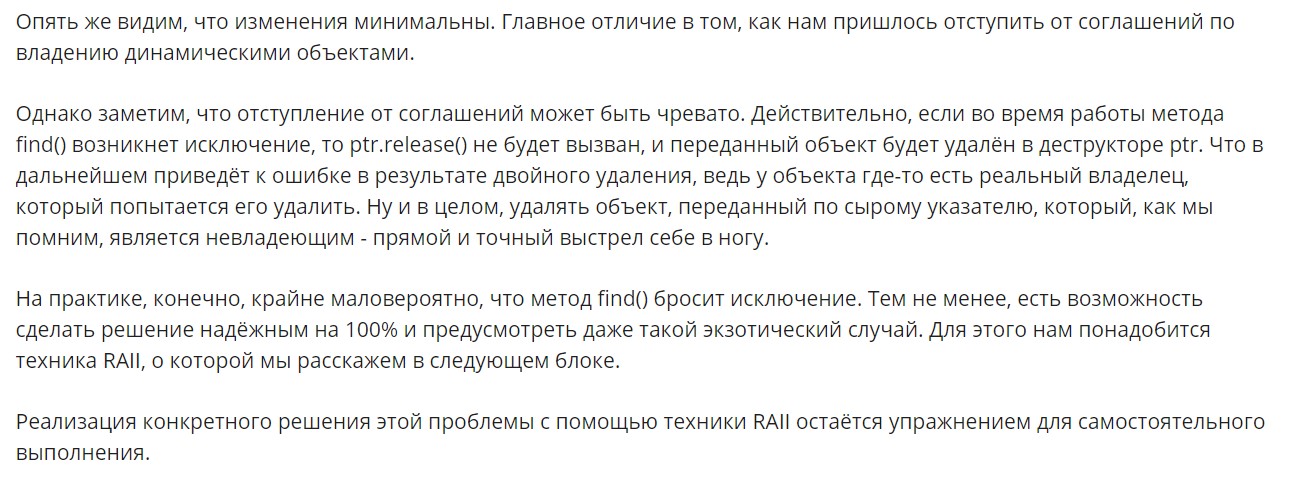 Опять же видим, что изменения минимальны. Главное отличие в том, как нам пришлось отступить от соглашений по
владению динамическими объектами.
Однако заметим, что отступление от соглашений может быть чревато. Действительно, если во время работы метода
find() возникнет исключение, то ptr.release() не будет вызван, и переданный объект будет удалён в деструкторе ptr. Что в
дальнейшем приведёт к ошибке в результате двойного удаления, ведь у объекта где-то есть реальный владелец,
который попытается его удалить. Ну и в целом, удалять объект, переданный по сырому указателю, который, как мы
помним, является невладеющим - прямой и точный выстрел себе в ногу.
На практике, конечно, крайне маловероятно, что метод find() бросит исключение. Тем не менее, есть возможность
сделать решение надёжным на 100% и предусмотреть даже такой экзотический случай. Для этого нам понадобится
техника RAII, о которой мы расскажем в следующем блоке.
Реализация конкретного решения этой проблемы с помощью техники RAII остаётся упражнением для самостоятельного
выполнения.